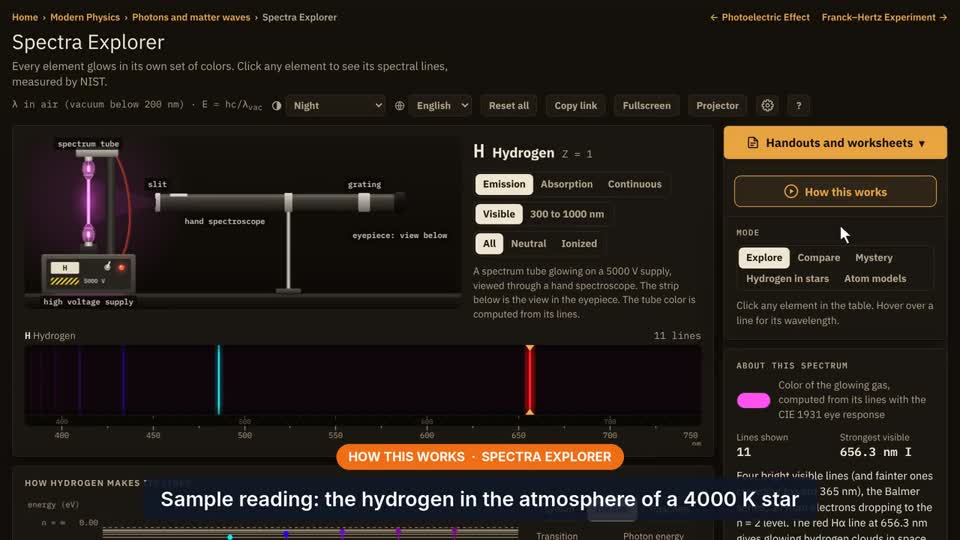 Home › Modern Physics › Photons and matter waves › Spectra Explorer
← Photoelectric Effect Franck–Hertz Experiment →
Spectra Explorer
Every element glows in its own set of colors. Click any element to see its spectral lines,
measured by NIST.
λ in air (vacuum below 200 nm) · E = hc/λvac
Night
English
Reset all
Copy link
Fullscreen
Projector
?
spectrum tube
slit
grating
hand spectroscope
eyepiece: view below
H
5000 V
high voltage supply
H Hydrogen Z = 1
Emission Absorption Continuous
Visible 300 to 1000 nm
All Neutral Ionized
A spectrum tube glowing on a 5000 V supply,
viewed through a hand spectroscope. The strip
below is the view in the eyepiece. The tube color is
computed from its lines.
H Hydrogen
11 lines
400 500 600 700
400 450 500 550 600 650 700 750
nm
HOW THIS WORKS · SPECTRA EXPLORER
Sample reading: the hydrogen in the atmosphere of a 4000 K star
energy (eV)
n = ∞ 0.00
Transition Photon energy
Handouts and worksheets ▾
How this works
MODE
Explore Compare Mystery
Hydrogen in stars Atom models
Click any element in the table. Hover over a
line for its wavelength.
ABOUT THIS SPECTRUM
Color of the glowing gas,
computed from its lines with the
CIE 1931 eye response
Lines shown Strongest visible
11 656.3 nm I
Four bright visible lines (and fainter ones
365 nm), the Balmer
electrons dropping to the
n = 2 level. The red Hα line at 656.3 nm
gives glowing hydrogen clouds in space